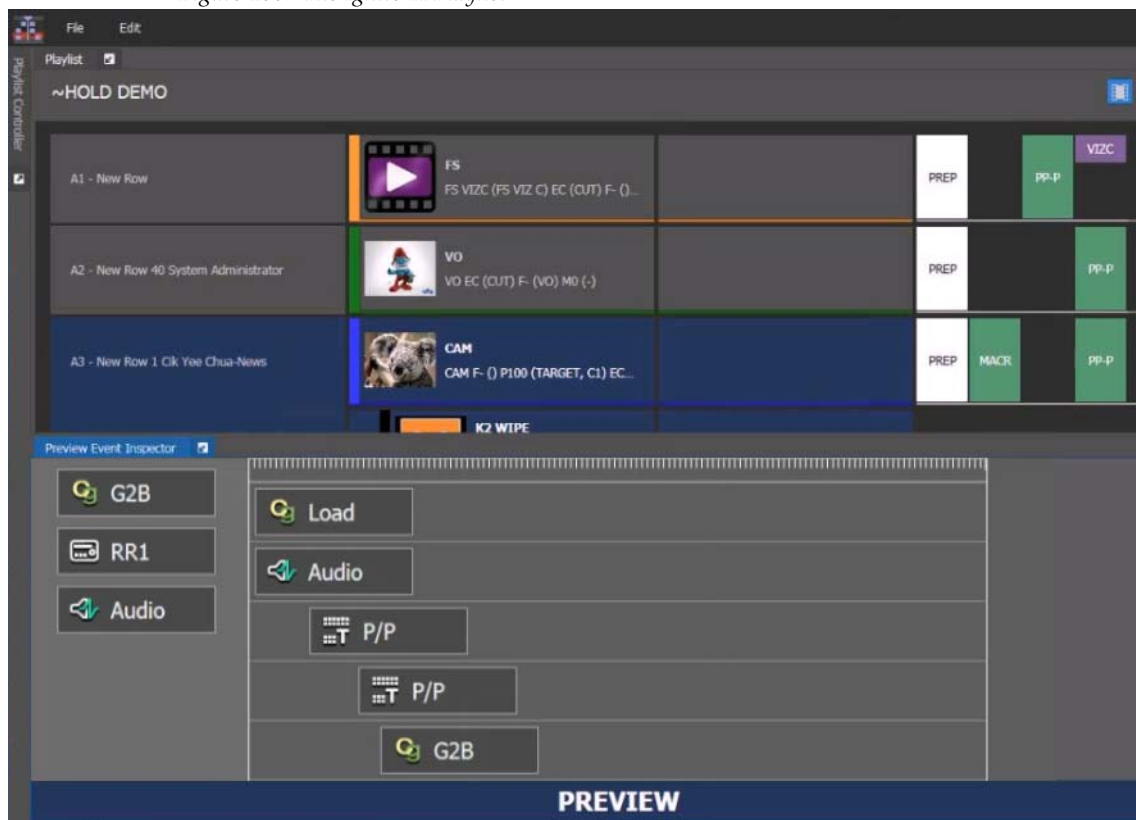 File Edit
Playlist
Playlist Controller
~HOLD DEMO
A1 - New Row
FS
FS VIZC (FS VIZ C) EC (CUT) F- ()...
PREP
PP-P
VIZC
A2 - New Row 40 System Administrator
VO
VO EC (CUT) F- (VO) M0 (-)
PREP
PP-P
A3 - New Row 1 Cik Yee Chua-News
CAM
CAM F- () P100 (TARGET, C1) EC...
PREP
MACR
PP-P
K2 WIPE
Preview Event Inspector
G2B
RR1
Audio
Load
Audio
P/P
P/P
G2B
PREVIEW